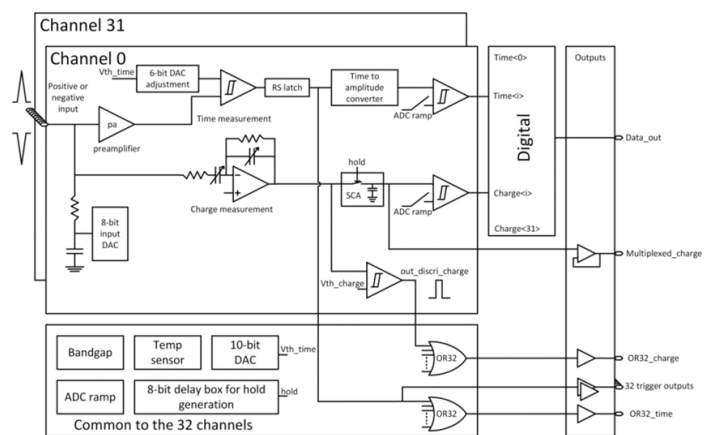 Channel 31
Channel 0
Positive or
negative
input
Vth_time
6-bit DAC
adjustment
RS latch
Time to
amplitude
converter
pa
preamplifier
Time measurement
ADC ramp
Charge measurement
hold
SCA
ADC ramp
8-bit
input
DAC
Vth_charge
out_discri_charge
Time<0>
Time<i>
Digital
Charge<i>
Charge<31>
Outputs
Data_out
Multiplexed_charge
OR32_charge
32 trigger outputs
OR32_time
Bandgap
Temp
sensor
10-bit
DAC
Vth_time
OR32
ADC ramp
8-bit delay box for hold
generation
hold
OR32
Common to the 32 channels